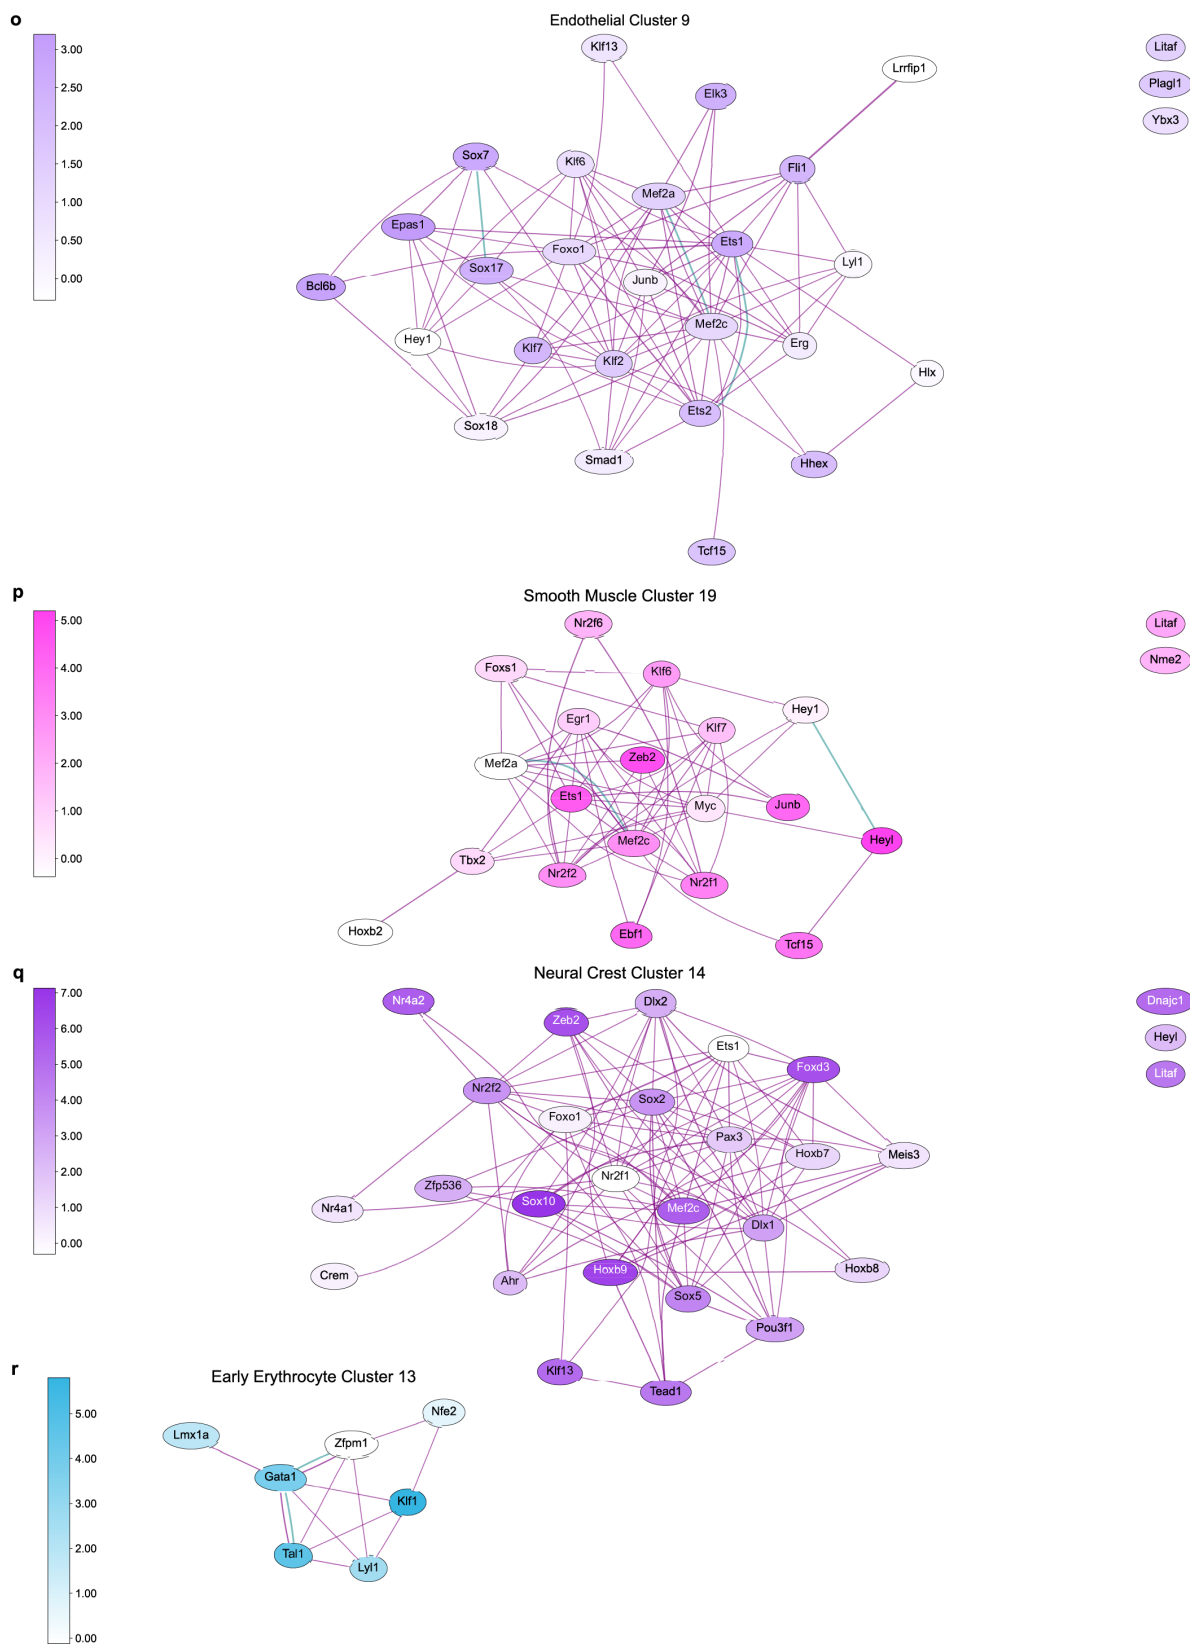 o
Endothelial Cluster 9
3.00
2.50
2.00
1.50
1.00
0.50
0.00
Klf13
Lrrfip1
Elk3
Sox7
Klf6
Fli1
Mef2a
Epas1
Ets1
Foxo1
Lyl1
Sox17
Junb
Bcl6b
Mef2c
Hey1
Erg
Klf7
Klf2
Hlx
Ets2
Sox18
Smad1
Hhex
Tcf15
Litaf
Plagl1
Ybx3
p
Smooth Muscle Cluster 19
5.00
4.00
3.00
2.00
1.00
0.00
Nr2f6
Foxs1
Klf6
Hey1
Egr1
Klf7
Zeb2
Mef2a
Ets1
Myc
Junb
Mef2c
Heyl
Tbx2
Nr2f2
Nr2f1
Hoxb2
Ebf1
Tcf15
Litaf
Nme2
q
Neural Crest Cluster 14
7.00
6.00
5.00
4.00
3.00
2.00
1.00
0.00
Nr4a2
Dlx2
Zeb2
Ets1
Foxd3
Nr2f2
Sox2
Foxo1
Pax3
Hoxb7
Meis3
Nr2f1
Zfp536
Sox10
Mef2c
Nr4a1
Dlx1
Crem
Ahr
Hoxb9
Hoxb8
Sox5
Pou3f1
Klf13
Tead1
Dnajc1
Heyl
Litaf
r
Early Erythrocyte Cluster 13
5.00
4.00
3.00
2.00
1.00
0.00
Nfe2
Lmx1a
Zfpm1
Gata1
Klf1
Tal1
Lyl1